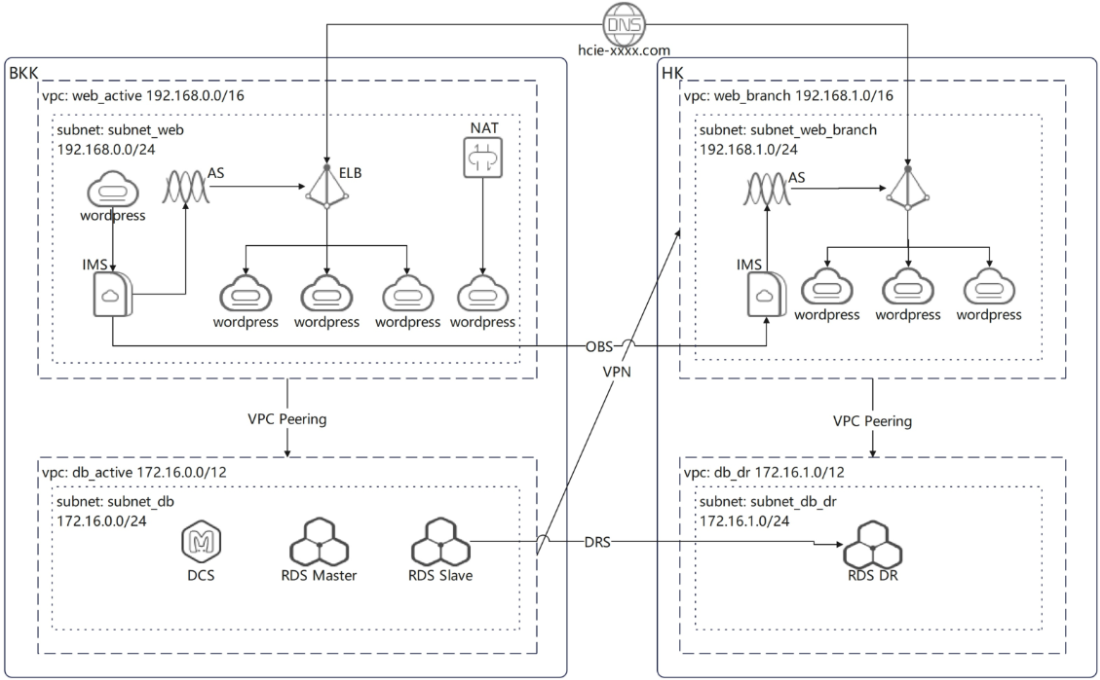 DNS
hcie-xxxx.com
BKK
vpc: web_active 192.168.0.0/16
subnet: subnet_web
192.168.0.0/24
NAT
AS
ELB
wordpress
IMS
wordpress
wordpress
wordpress
wordpress
VPC Peering
vpc: db_active 172.16.0.0/12
subnet: subnet_db
172.16.0.0/24
DCS
RDS Master
RDS Slave
OBS
VPN
DRS
HK
vpc: web_branch 192.168.1.0/16
subnet: subnet_web_branch
192.168.1.0/24
AS
IMS
wordpress
wordpress
wordpress
VPC Peering
vpc: db_dr 172.16.1.0/12
subnet: subnet_db_dr
172.16.1.0/24
RDS DR